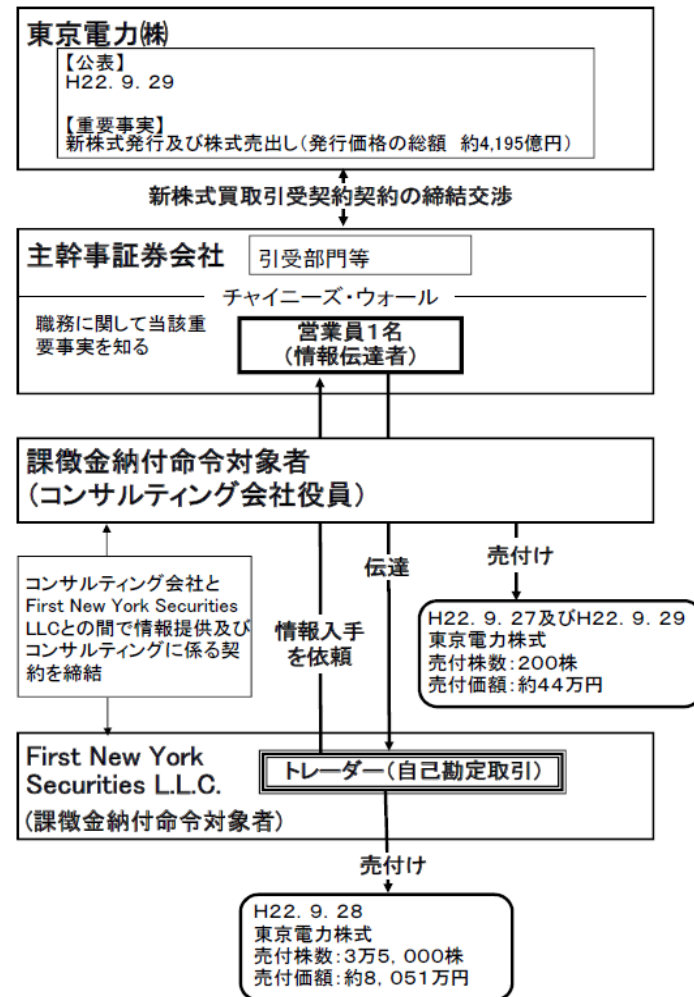 東京電力㈱
【公表】
H22. 9. 29
【重要事実】
新株式発行及び株式売出し(発行価格の総額 約4,195億円)
新株式買取引受契約契約の締結交渉
主幹事証券会社
引受部門等
チャイニーズ・ウォール
職務に関して当該重
要事実を知る
営業員1名
(情報伝達者)
課徴金納付命令対象者
(コンサルティング会社役員)
コンサルティング会社と
First New York Securities
LLCとの間で情報提供及び
コンサルティングに係る契
約を締結
情報入手
を依頼
伝達
売付け
H22. 9. 27及びH22. 9. 29
東京電力株式
売付株数:200株
売付価額:約44万円
First New York
Securities L.L.C.
(課徴金納付命令対象者)
トレーダー(自己勘定取引)
売付け
H22. 9. 28
東京電力株式
売付株数:3万5, 000株
売付価額:約8, 051万円